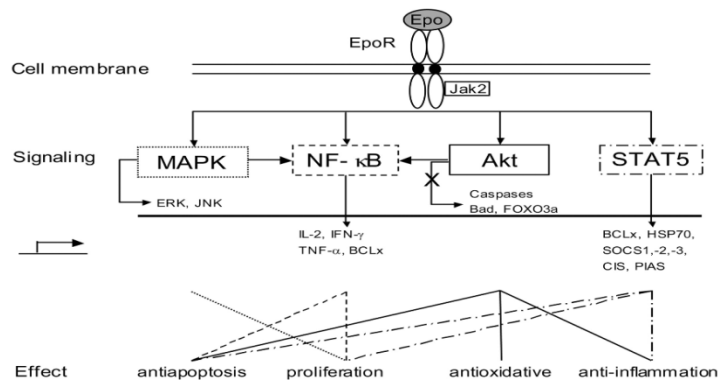 Epo
EpoR
Cell membrane
Jak2
Signaling
MAPK
NF- κB
Akt
STAT5
ERK, JNK
Caspases
Bad, FOXO3a
IL-2, IFN-γ
TNF-α, BCLx
BCLx, HSP70,
SOCS1,-2,-3,
CIS, PIAS
Effect antiapoptosis proliferation antioxidative anti-inflammation